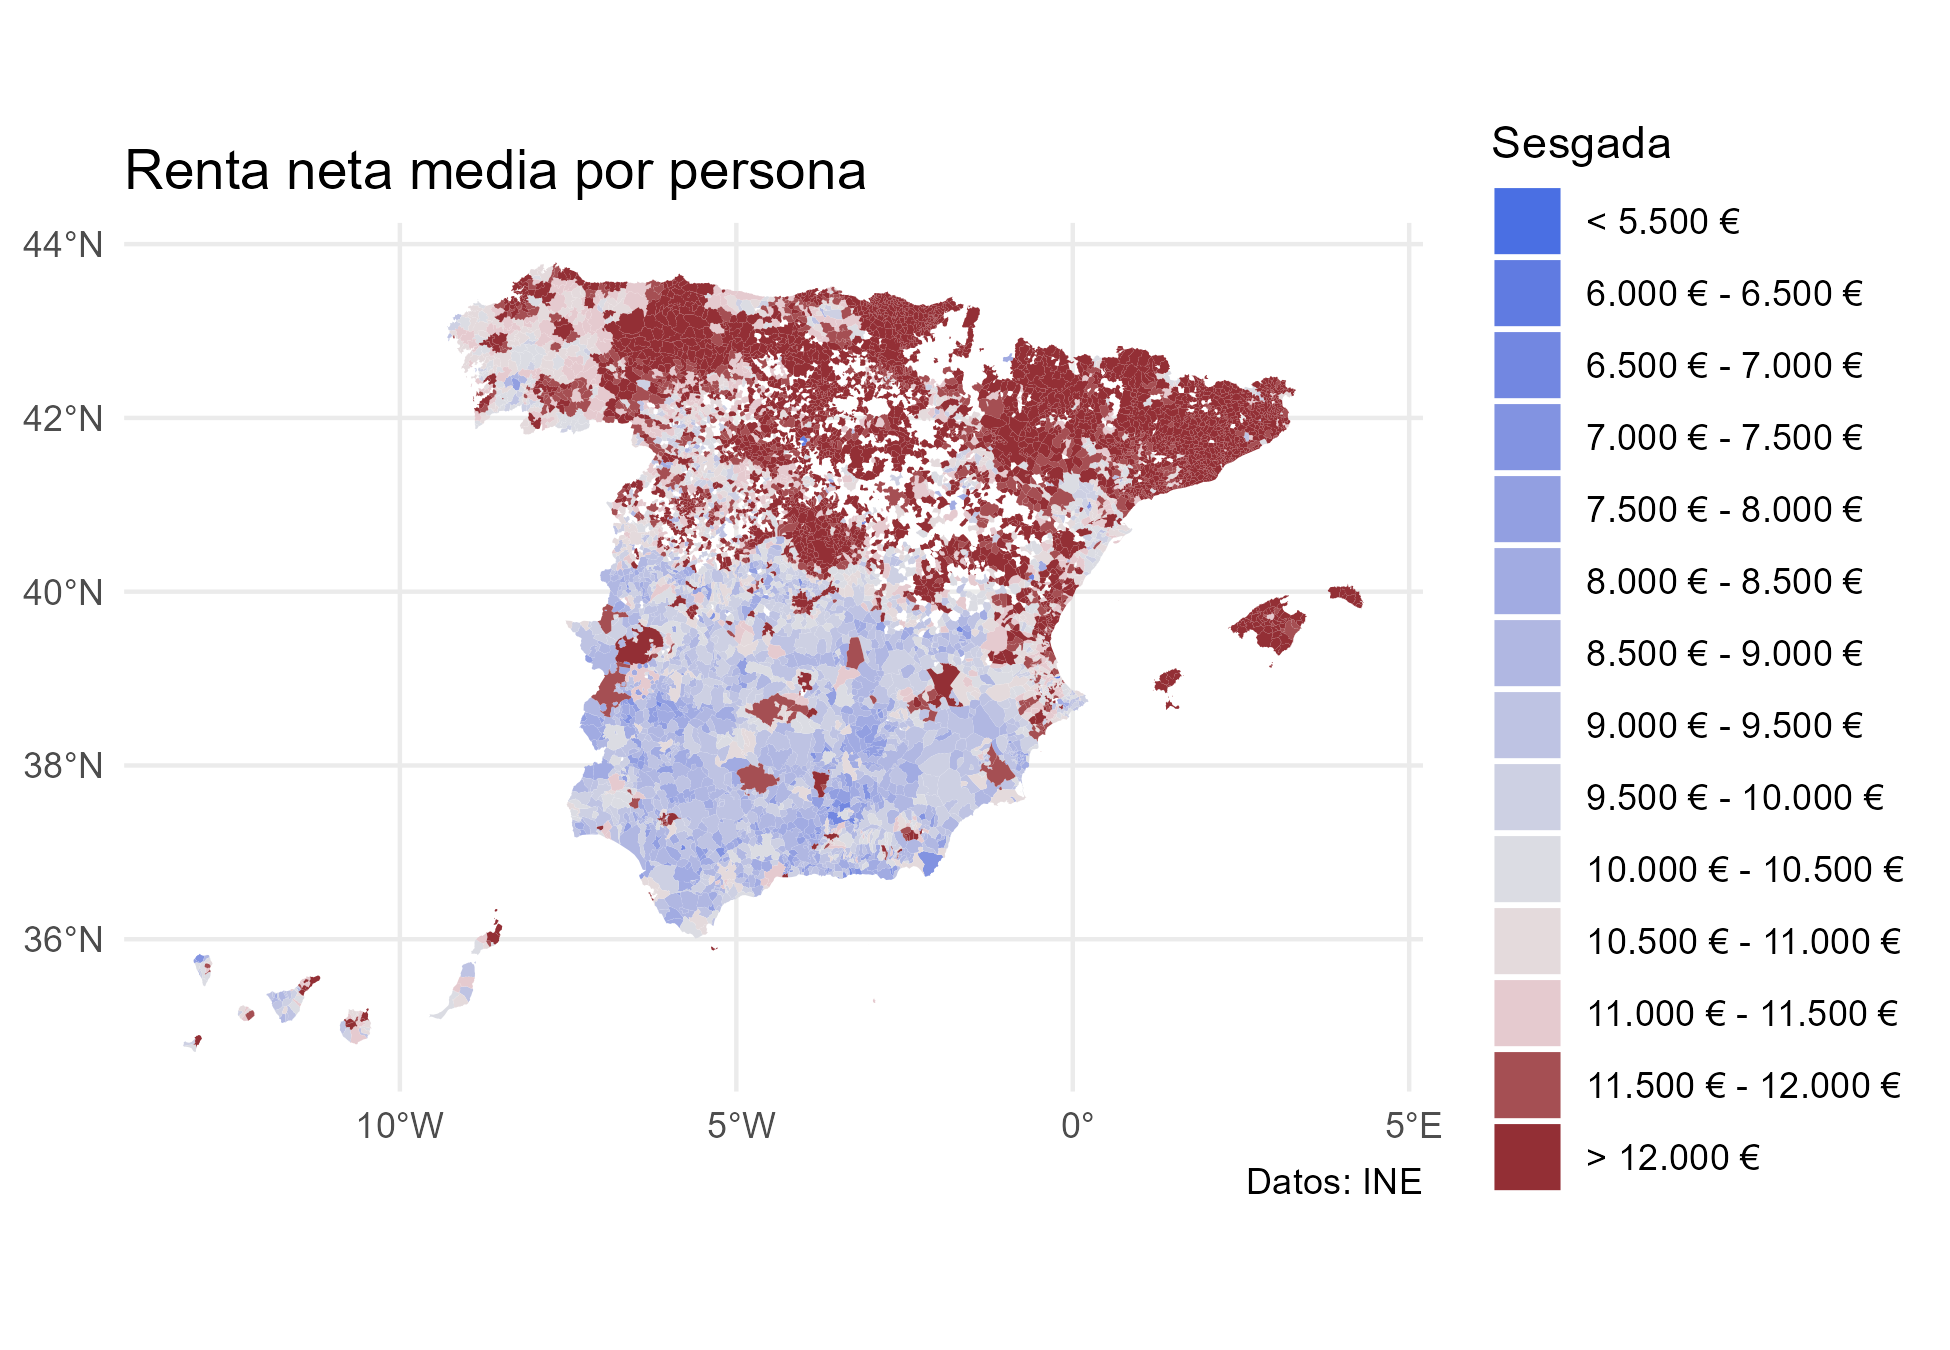 Renta neta media por persona
44°N
42°N
40°N
38°N
36°N
10°W
5°W
0°
5°E
Datos: INE
Sesgada
< 5.500 €
6.000 € - 6.500 €
6.500 € - 7.000 €
7.000 € - 7.500 €
7.500 € - 8.000 €
8.000 € - 8.500 €
8.500 € - 9.000 €
9.000 € - 9.500 €
9.500 € - 10.000 €
10.000 € - 10.500 €
10.500 € - 11.000 €
11.000 € - 11.500 €
11.500 € - 12.000 €
> 12.000 €